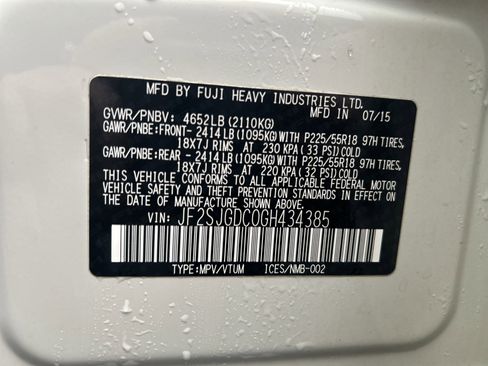 MFD BY FUJI HEAVY INDUSTRIES LTD.
GVWR/PNBV: 4652LB(2110KG) MFD IN 07/15
GAWR/PNBE:FRONT- 2414LB(1095KG)WITH P225/55R18 97H TIRES,
18X7J RIMS AT 230 KPA(33 PSI)COLD
GAWR/PNBE:REAR - 2414LB(1095KG)WITH P225/55R18 97H TIRES,
18X7J RIMS AT 220 KPA(32 PSI)COLD
THIS VEHICLE CONFORMS TO ALL APPLICABLE FEDERAL MOTOR
VEHICLE SAFETY AND THEFT PREVENTION STANDARDS IN EFFECT ON
THE DATE OF MANUFACTURE SHOWN ABOVE.
VIN: JF2SJGDC0GH434385
TYPE:MPV/VTUM ICES/NMB-002